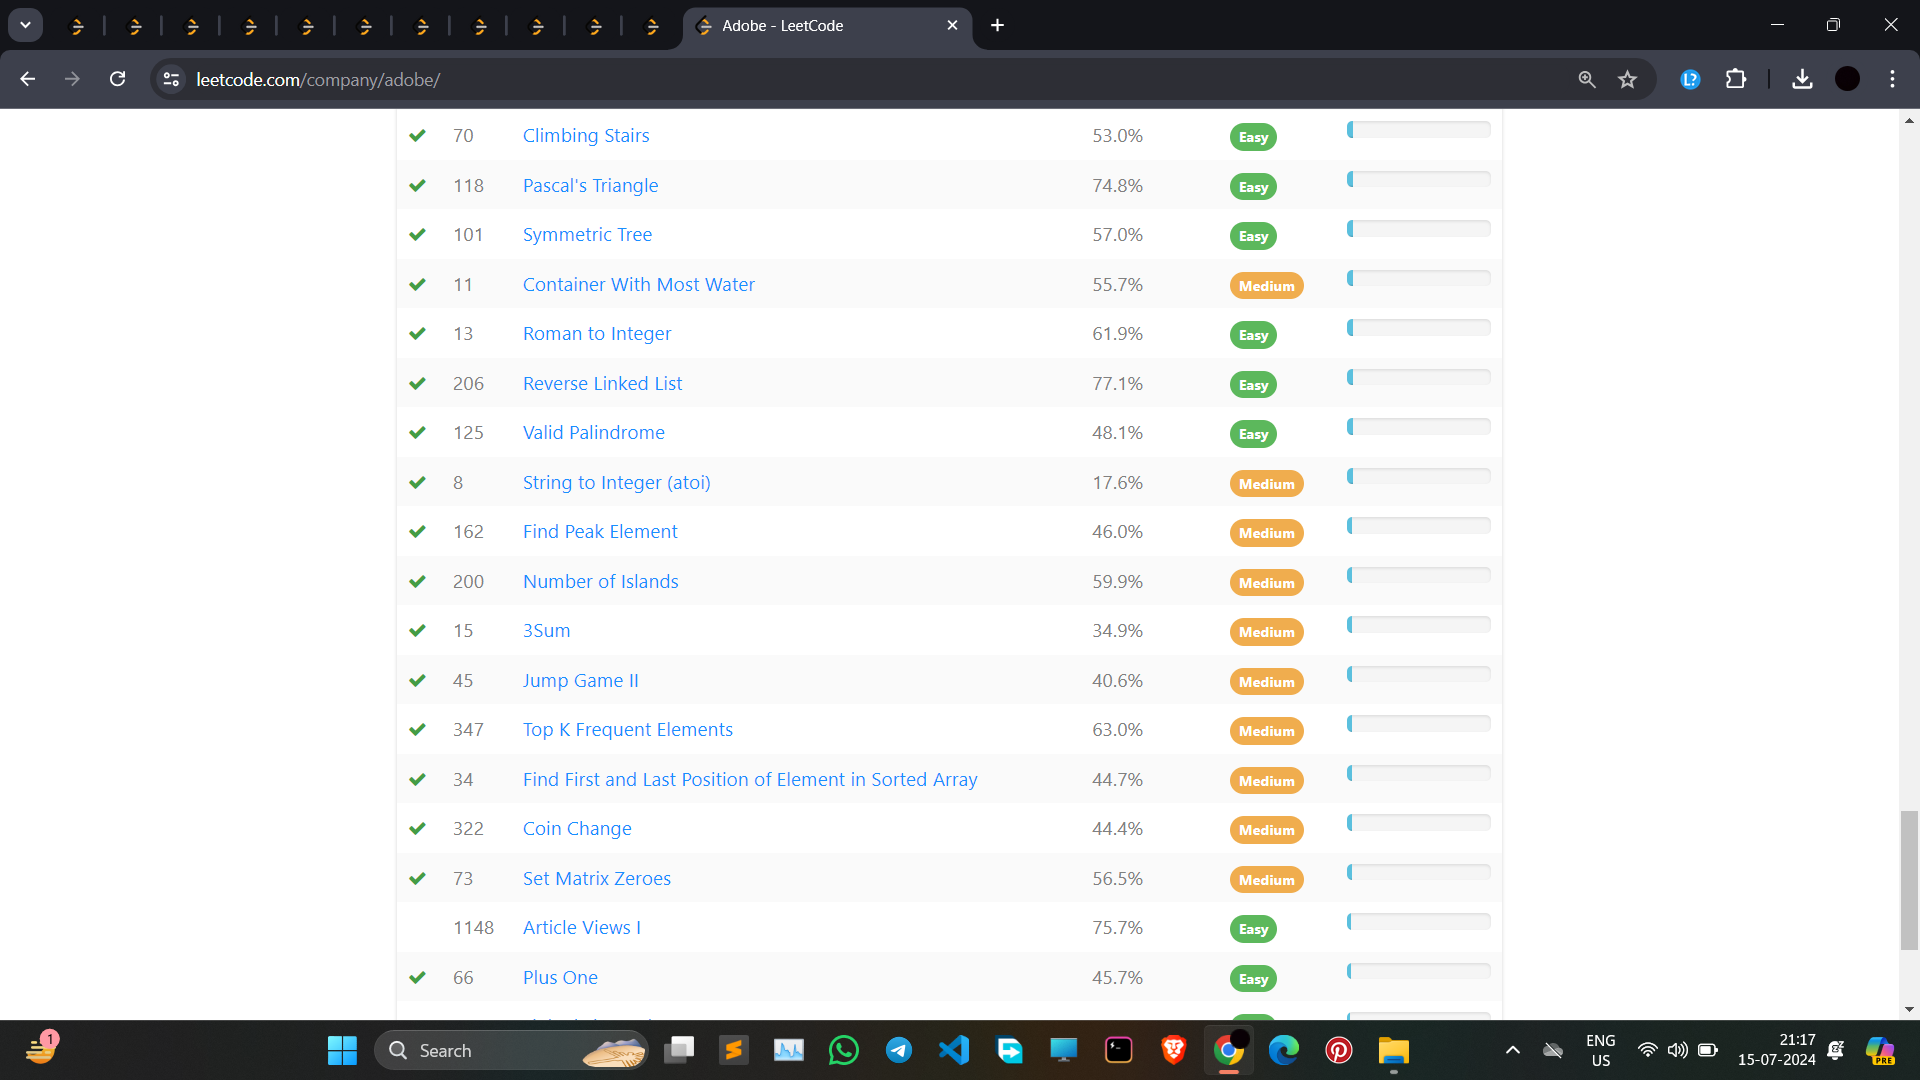 Adobe - LeetCode
leetcode.com/company/adobe/
70 Climbing Stairs 53.0% Easy
118 Pascal's Triangle 74.8% Easy
101 Symmetric Tree 57.0% Easy
11 Container With Most Water 55.7% Medium
13 Roman to Integer 61.9% Easy
206 Reverse Linked List 77.1% Easy
125 Valid Palindrome 48.1% Easy
8 String to Integer (atoi) 17.6% Medium
162 Find Peak Element 46.0% Medium
200 Number of Islands 59.9% Medium
15 3Sum 34.9% Medium
45 Jump Game II 40.6% Medium
347 Top K Frequent Elements 63.0% Medium
34 Find First and Last Position of Element in Sorted Array 44.7% Medium
322 Coin Change 44.4% Medium
73 Set Matrix Zeroes 56.5% Medium
1148 Article Views I 75.7% Easy
66 Plus One 45.7% Easy
1
Search
ENG
US
21:17
15-07-2024
PRE